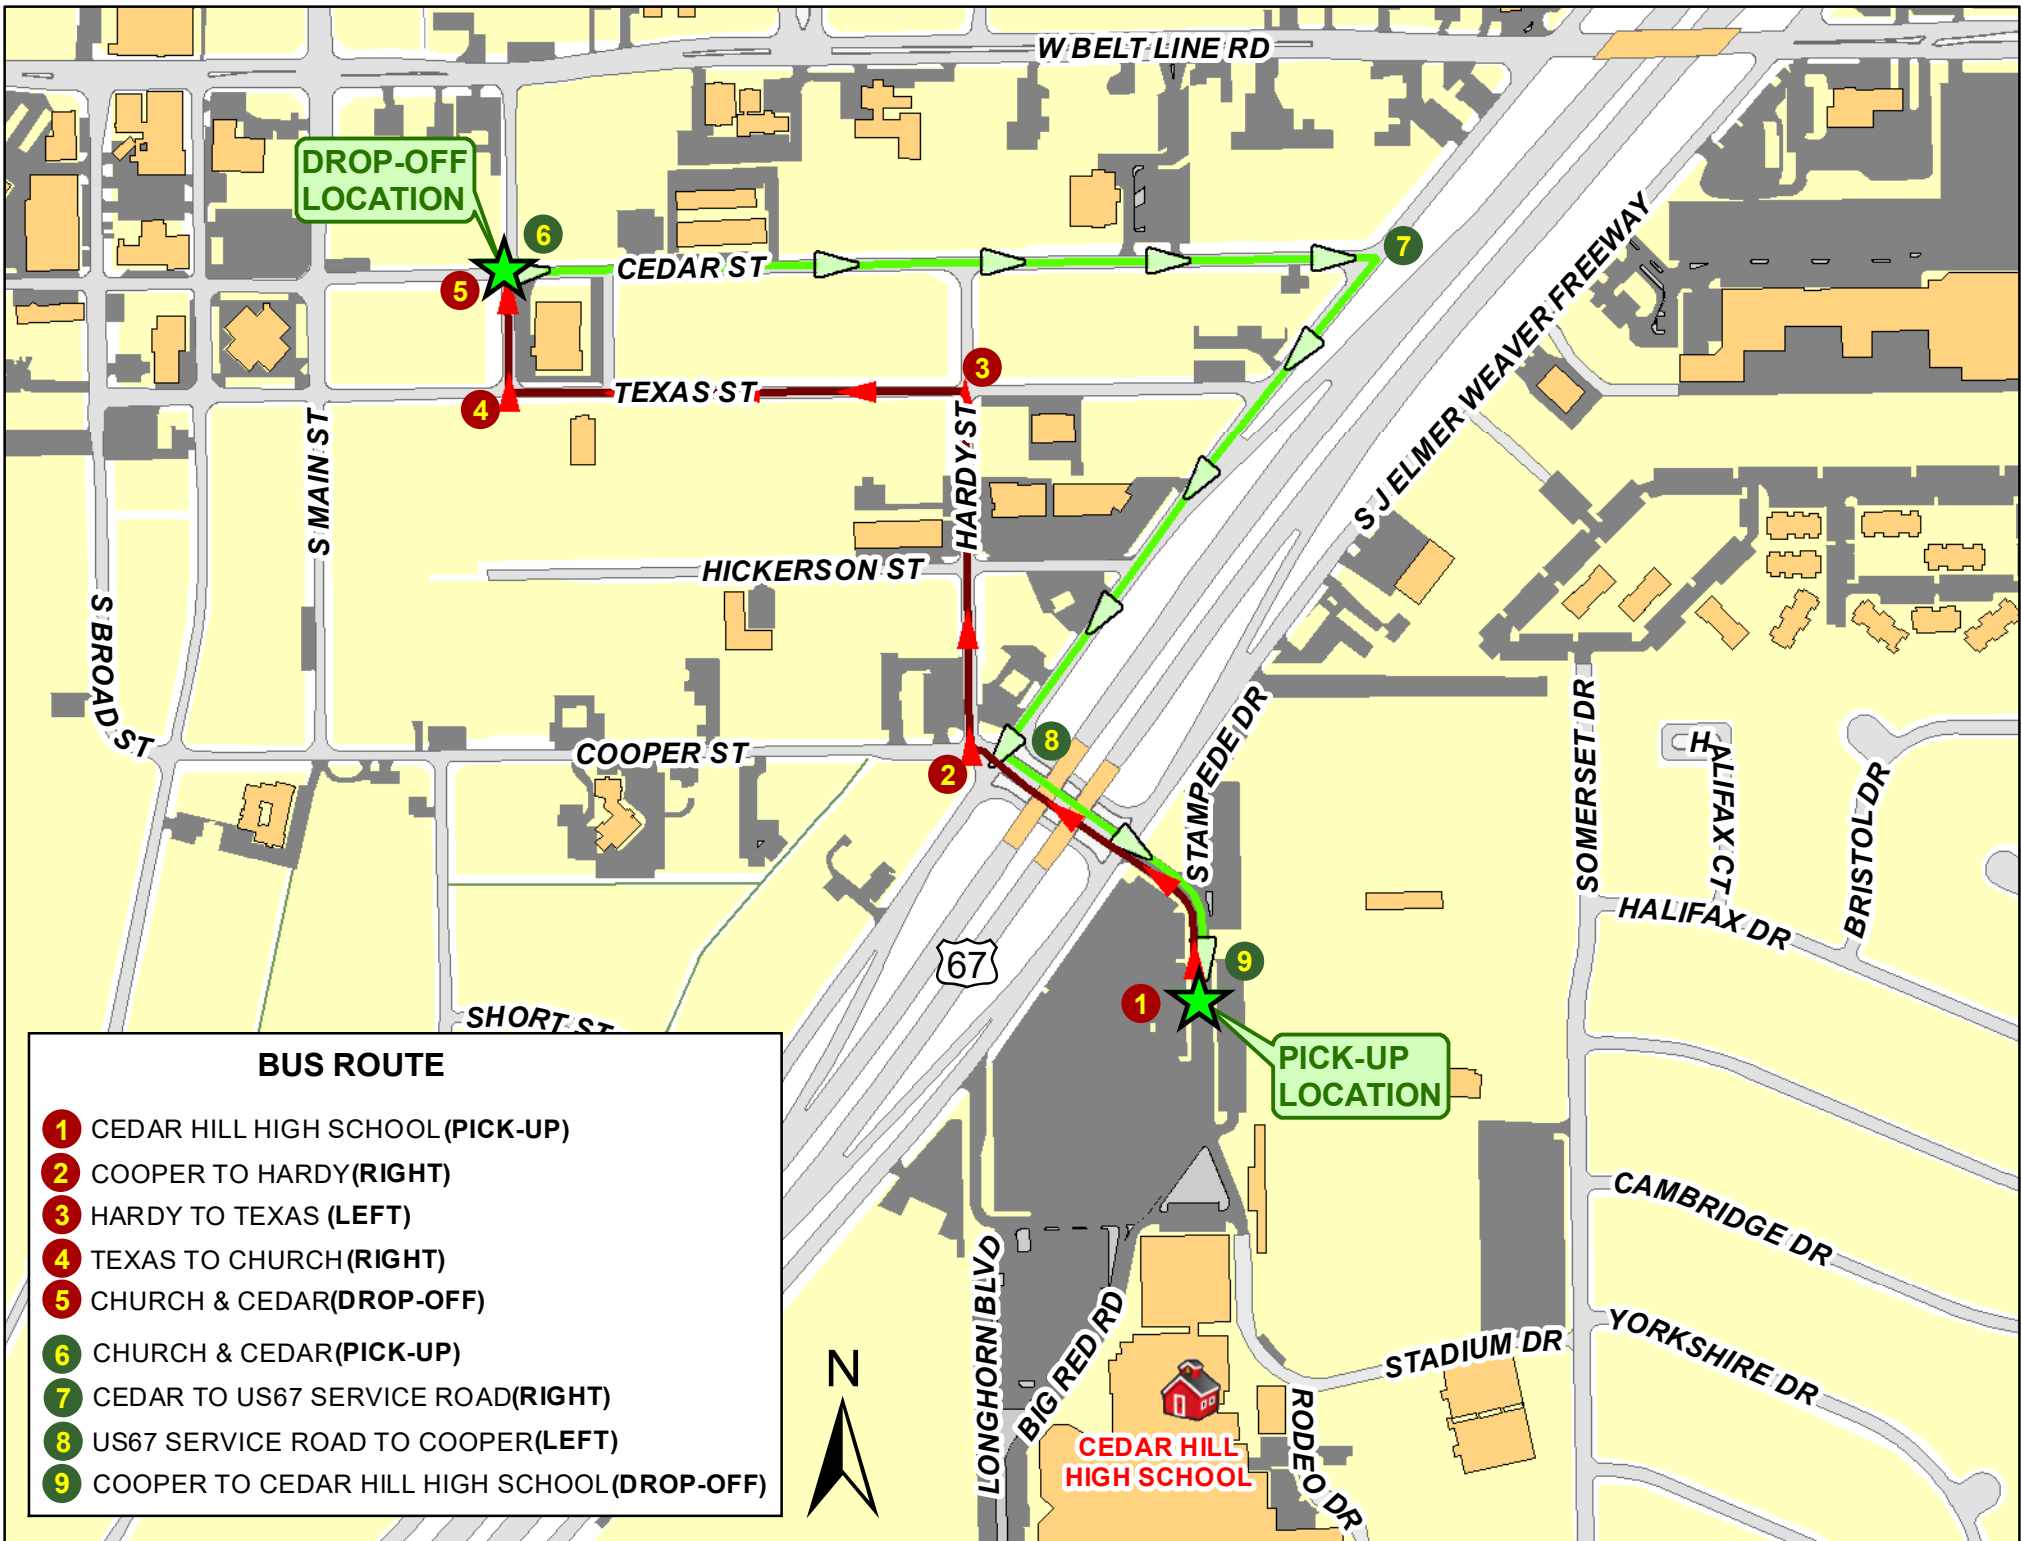 W BELT LINE RD
DROP-OFF
LOCATION
6
7
CEDAR ST
5
S J ELMER WEAVER FREEWAY
3
TEXAS ST
4
S MAIN ST
HARDY ST
HICKERSON ST
S BROAD ST
STAMPEDE DR
SOMERSET DR
8
COOPER ST
2
HALIFAX CT
BRISTOL DR
HALIFAX DR
67
9
1
SHORT ST
PICK-UP
LOCATION
BUS ROUTE
1 CEDAR HILL HIGH SCHOOL (PICK-UP)
2 COOPER TO HARDY (RIGHT)
3 HARDY TO TEXAS (LEFT)
4 TEXAS TO CHURCH (RIGHT)
5 CHURCH & CEDAR (DROP-OFF)
6 CHURCH & CEDAR (PICK-UP)
7 CEDAR TO US67 SERVICE ROAD (RIGHT)
8 US67 SERVICE ROAD TO COOPER (LEFT)
9 COOPER TO CEDAR HILL HIGH SCHOOL (DROP-OFF)
N
CAMBRIDGE DR
LONGHORN BLVD
BIG RED RD
STADIUM DR
YORKSHIRE DR
RODEO DR
CEDAR HILL
HIGH SCHOOL